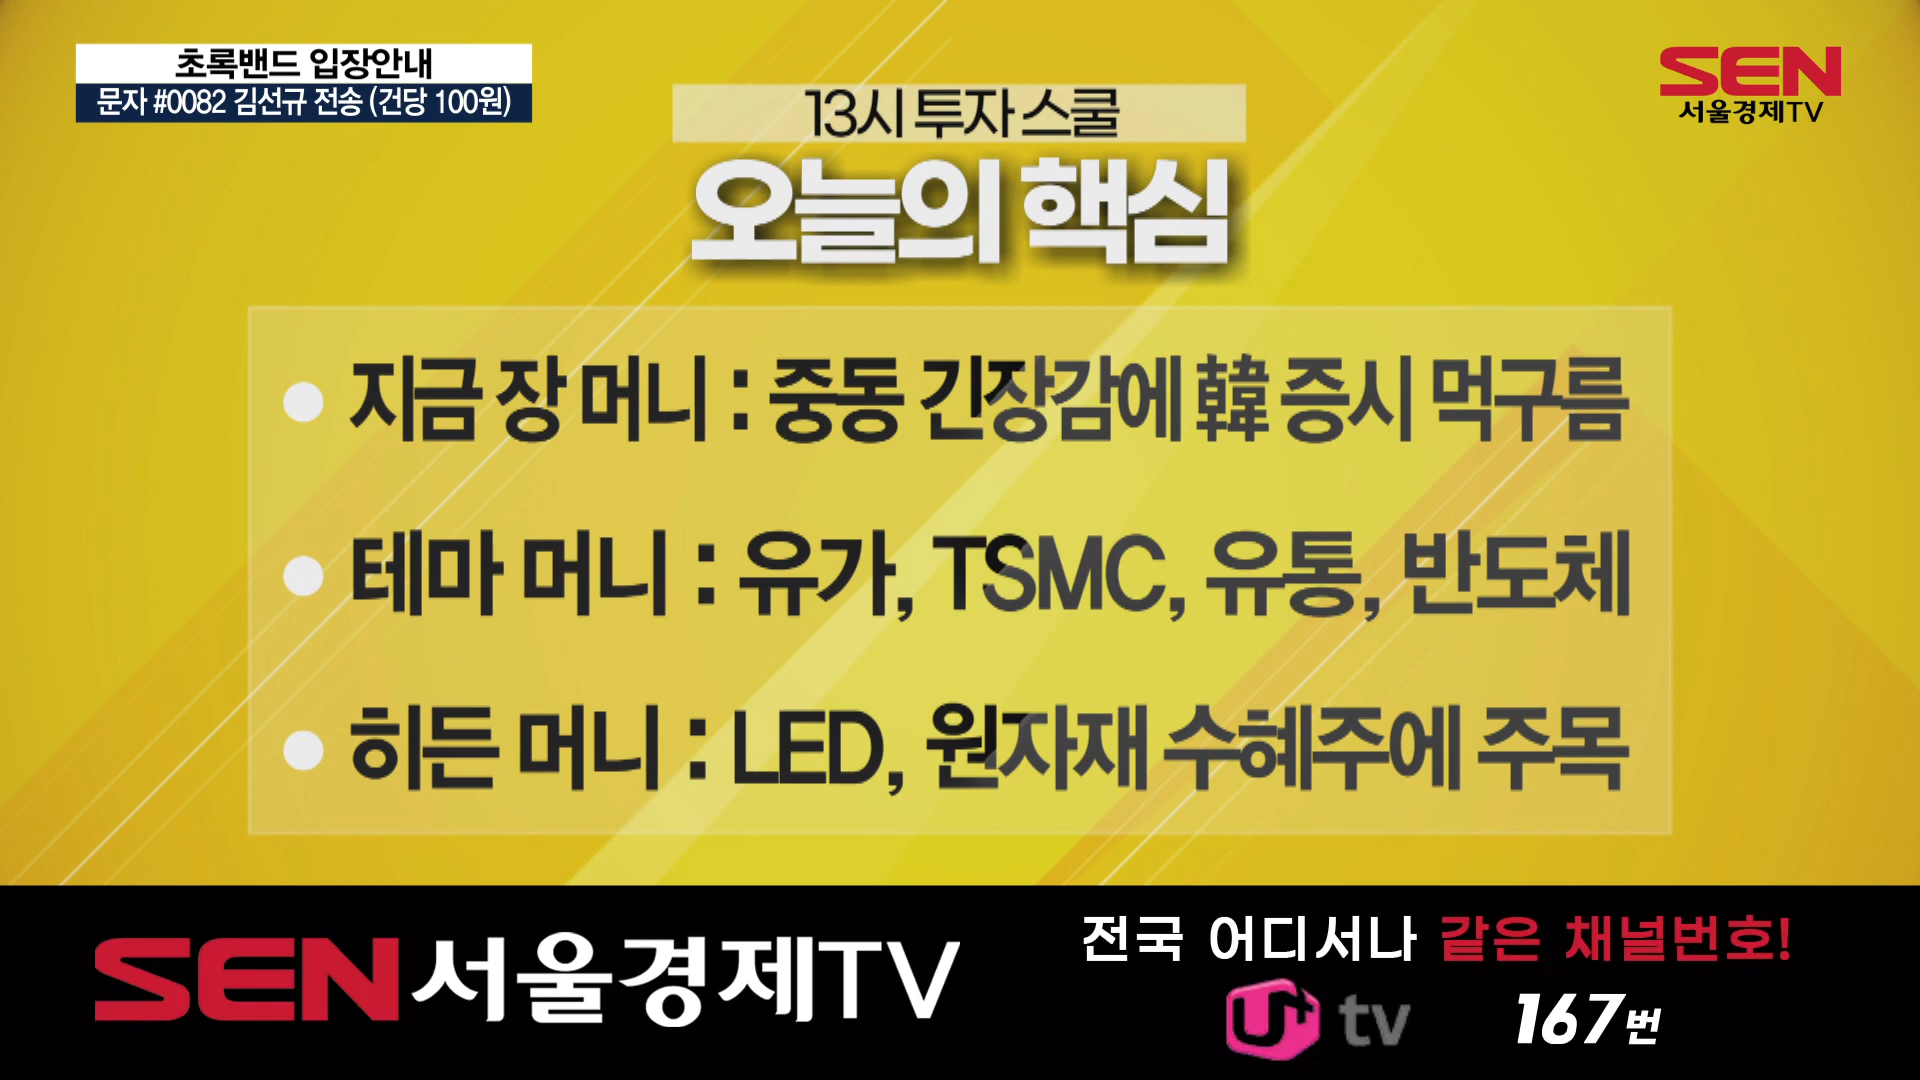 초록밴드 입장안내
문자 #0082 김선규 전송 (건당 100원)
SEN
서울경제TV
13시 투자 스쿨
오늘의 핵심
지금 장 머니 : 중동 긴장감에 韓 증시 먹구름
테마 머니 : 유가, TSMC, 유통, 반도체
히든 머니 : LED, 원자재 수혜주에 주목
SEN 서울경제TV
전국 어디서나 같은 채널번호!
U+ tv 167번